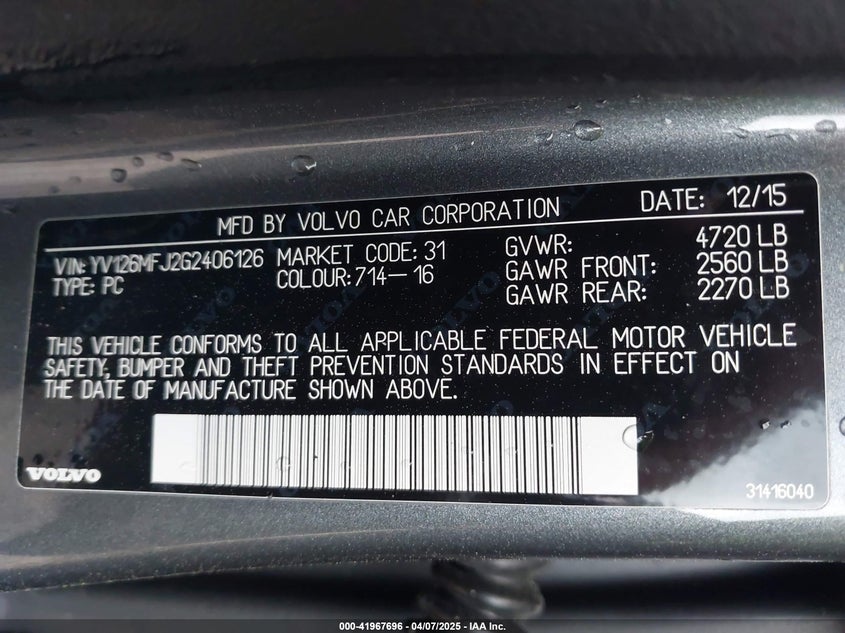 MFD BY VOLVO CAR CORPORATION DATE: 12/15
VIN: YV126MFJ2G2406126 MARKET CODE: 31 GVWR: 4720 LB
TYPE: PC COLOUR: 714-16 GAWR FRONT: 2560 LB
GAWR REAR: 2270 LB
THIS VEHICLE CONFORMS TO ALL APPLICABLE FEDERAL MOTOR VEHICLE
SAFETY, BUMPER AND THEFT PREVENTION STANDARDS IN EFFECT ON
THE DATE OF MANUFACTURE SHOWN ABOVE.
VOLVO
31416040
000-41967696 - 04/07/2025 - IAA Inc.